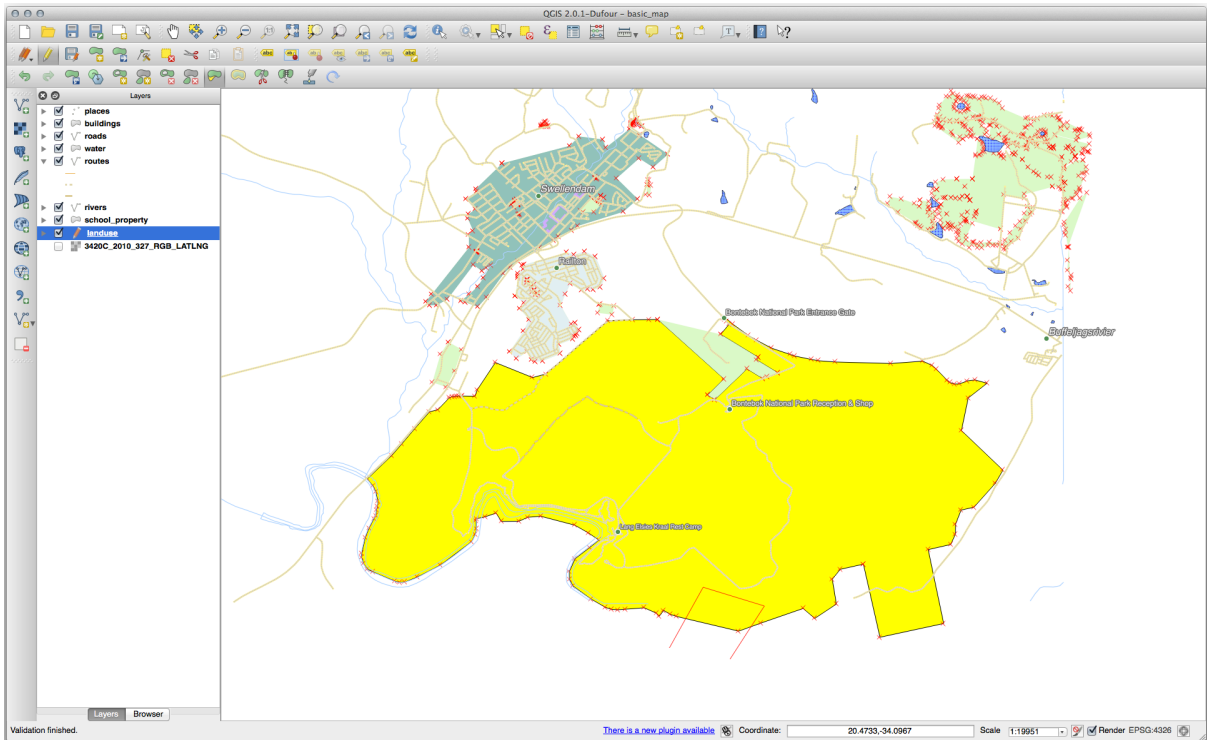 QGIS 2.0.1-Dufour - basic_map
Layers
places
buildings
roads
water
routes
rivers
school_property
landuse
3420C_2010_327_RGB_LATLNG
Swellendam
Railton
Bontebok National Park Entrance Gate
Buffeljagsrivier
Bontebok National Park Reception & Shop
Lang Elsies Kraal Rest Camp
Layers
Browser
Validation finished.
There is a new plugin available
Coordinate:
20.4733,-34.0967
Scale
1:19951
Render
EPSG:4326